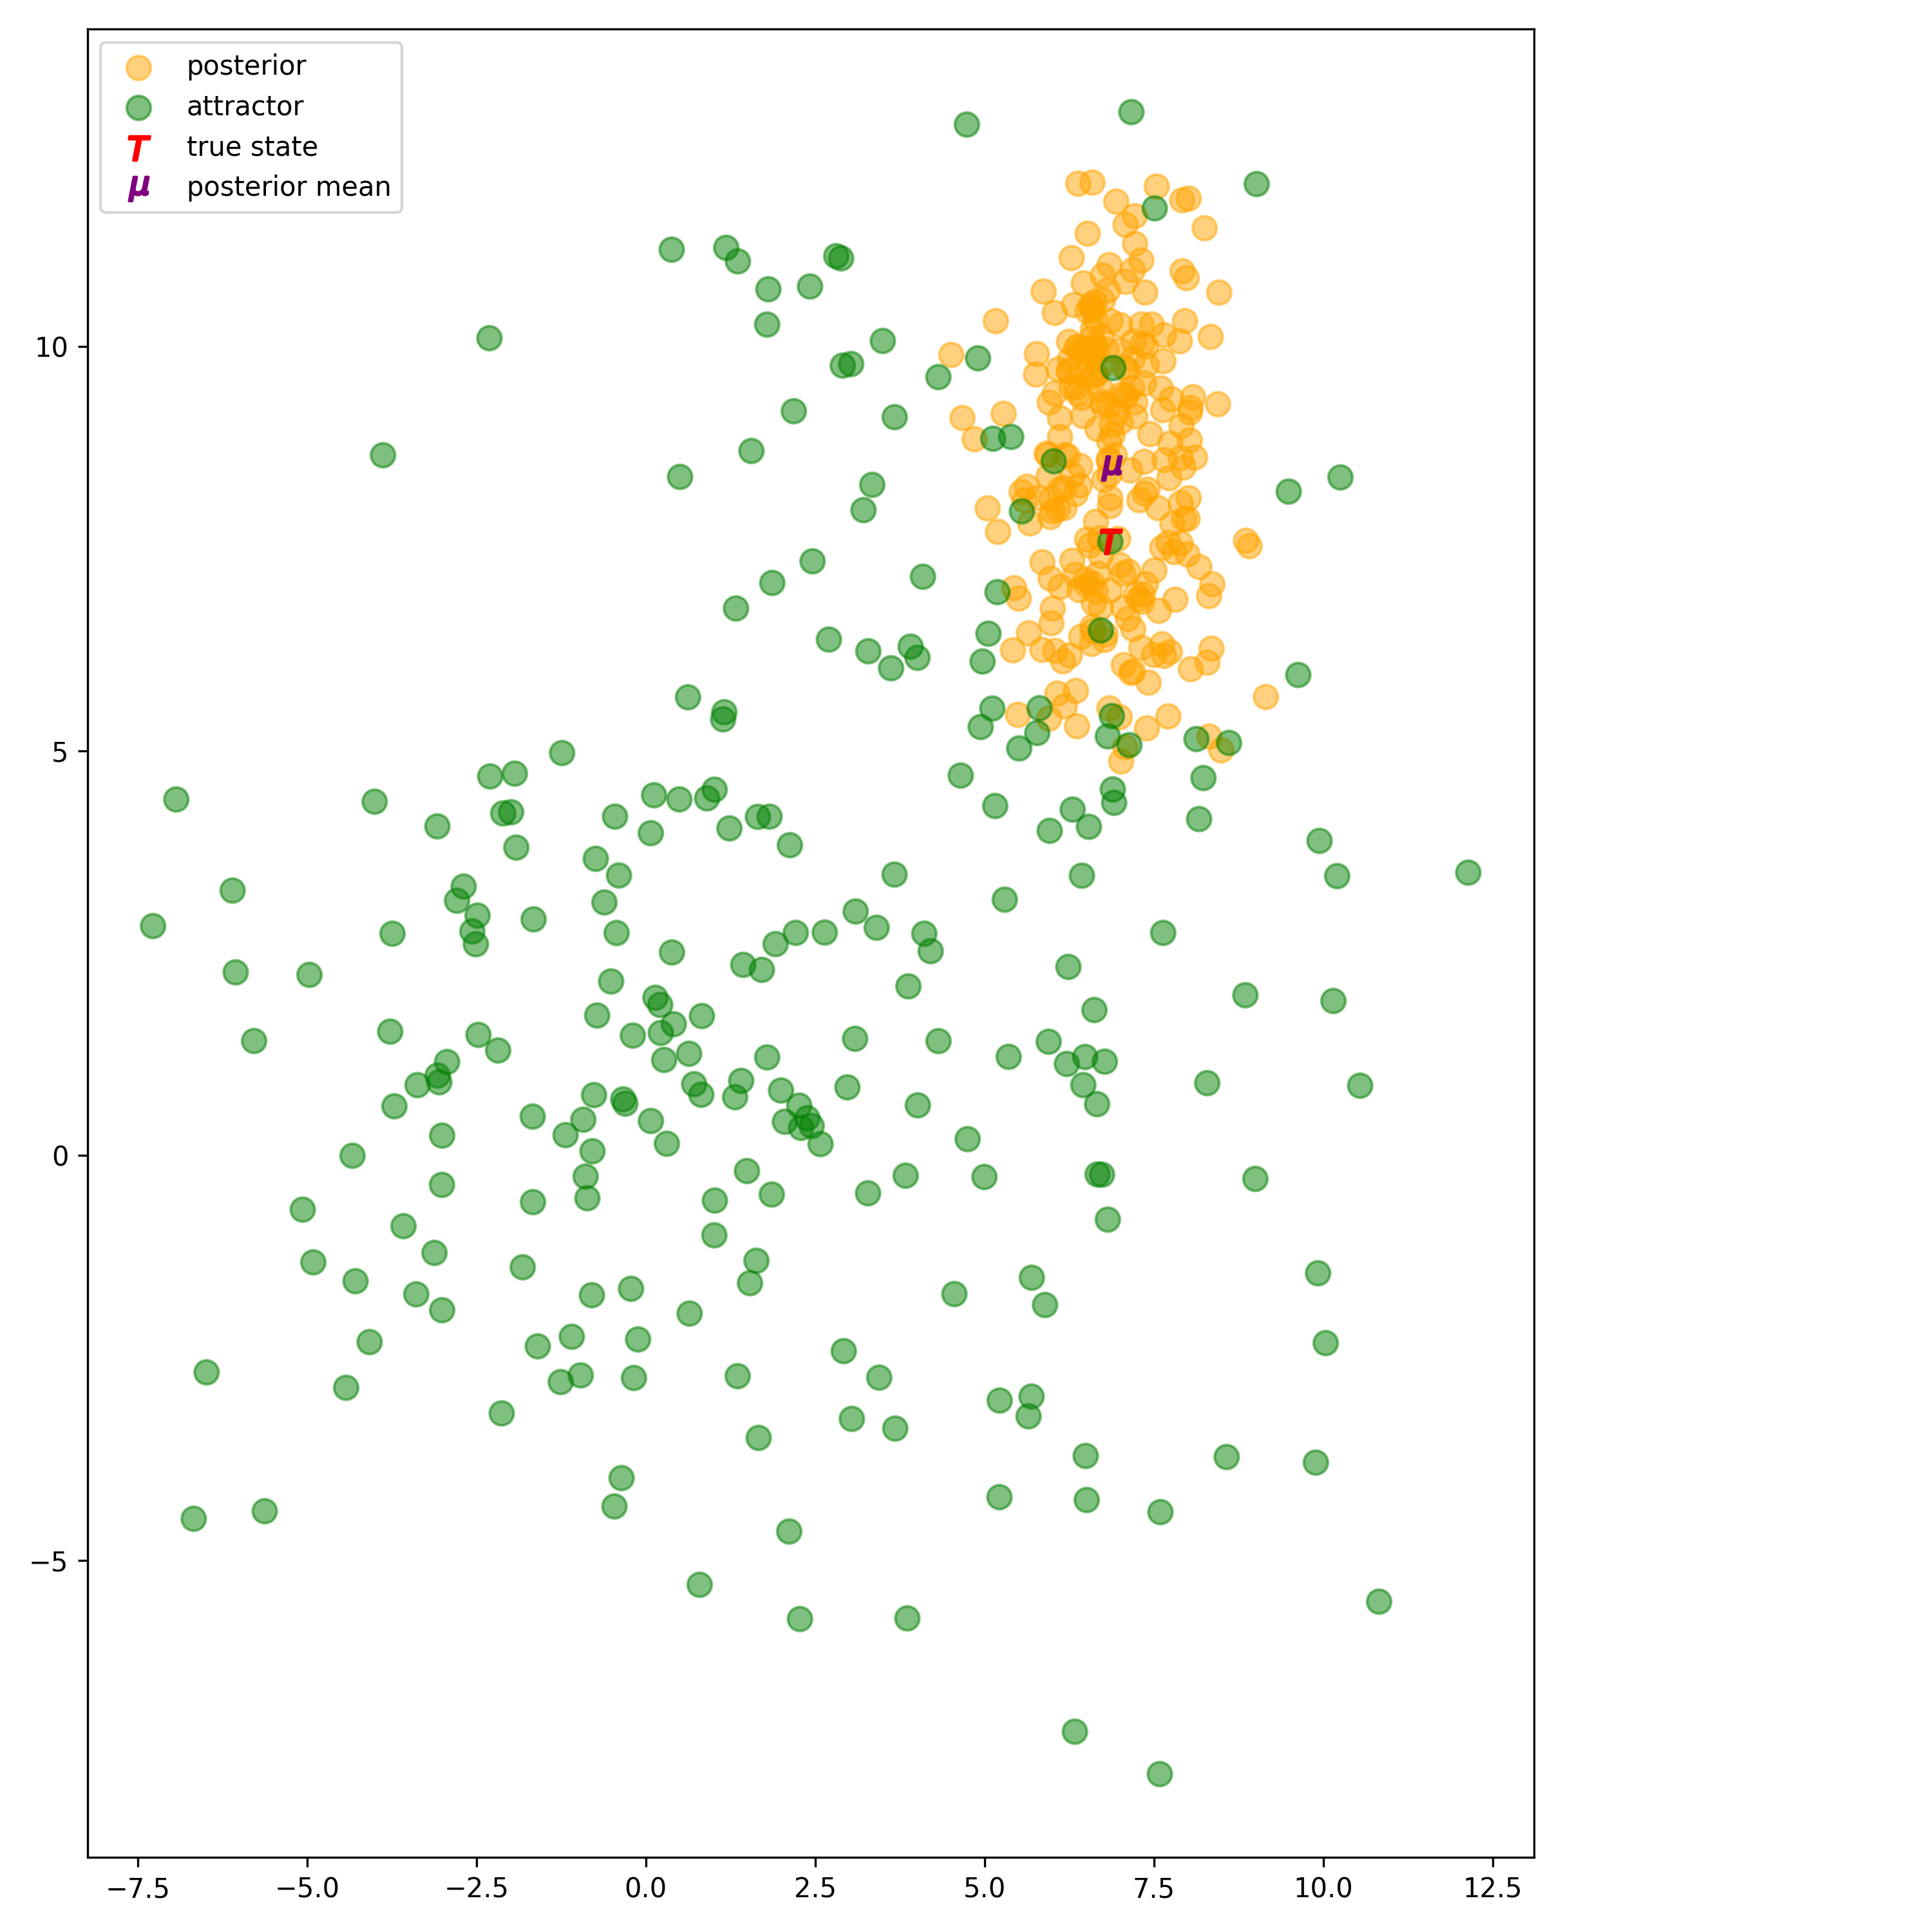 posterior
attractor
T true state
μ posterior mean
10
μ
T
5
0
−5
−7.5 −5.0 −2.5 0.0 2.5 5.0 7.5 10.0 12.5